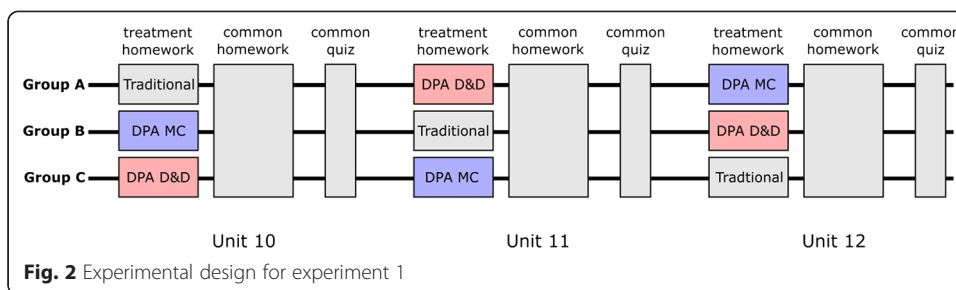 treatment homework common homework common quiz treatment homework common homework common quiz treatment homework common homework common quiz
Group A Traditional DPA D&D DPA MC
Group B DPA MC Traditional DPA D&D
Group C DPA D&D DPA MC Tradtional
Unit 10 Unit 11 Unit 12
Fig. 2 Experimental design for experiment 1